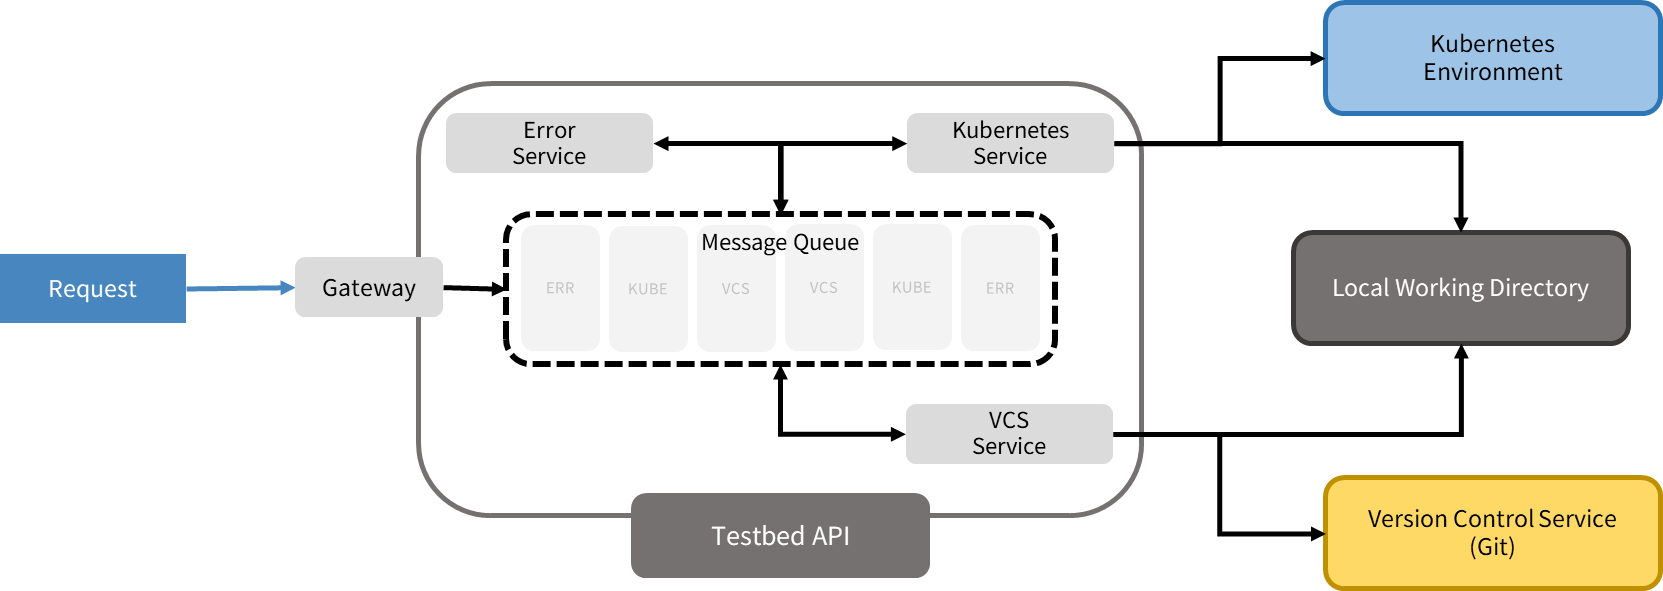 Kubernetes
Environment
Error
Service
Kubernetes
Service
Message Queue
Request
Gateway
ERR
KUBE
VCS
VCS
KUBE
ERR
Local Working Directory
VCS
Service
Testbed API
Version Control Service
(Git)